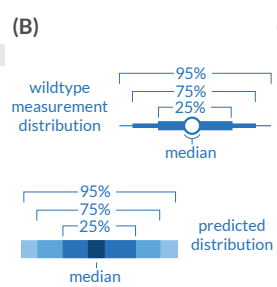 (B)
95%
75%
25%
wildtype
measurement
distribution
median
95%
75%
25%
predicted
distribution
median